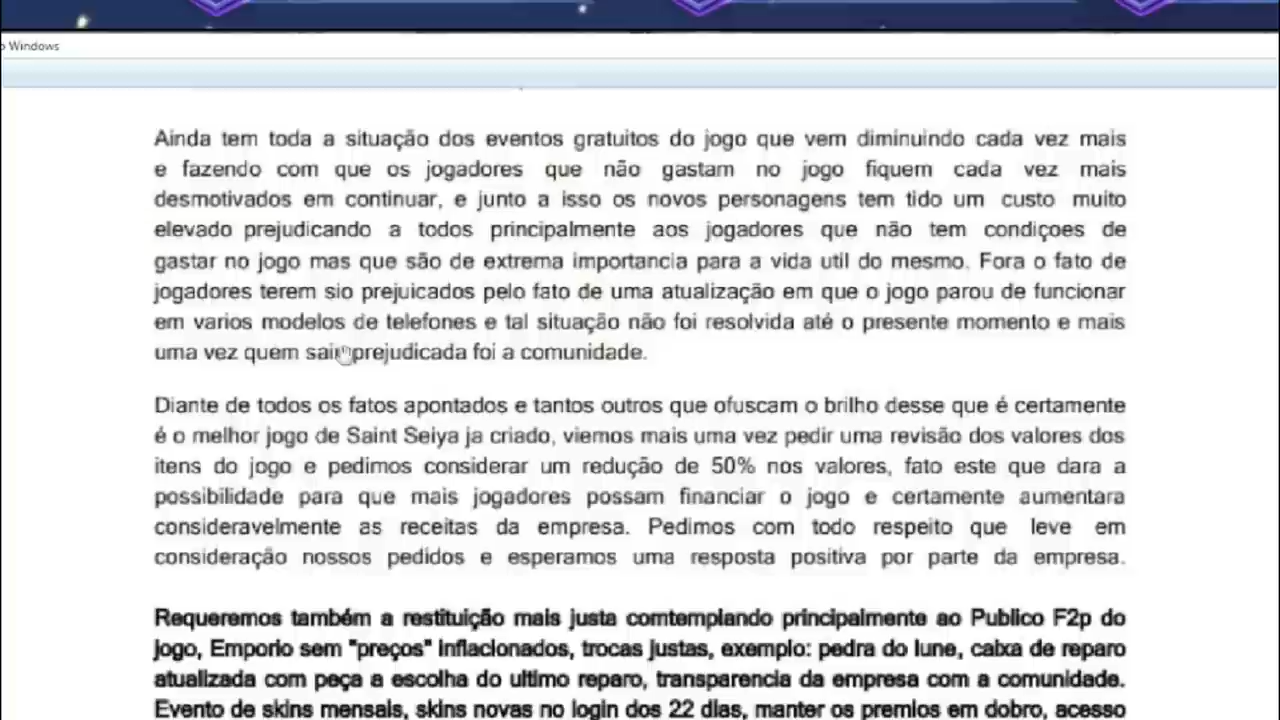 Windows
Ainda tem toda a situação dos eventos gratuitos do jogo que vem diminuindo cada vez mais
e fazendo com que os jogadores que não gastam no jogo fiquem cada vez mais
desmotivados em continuar, e junto a isso os novos personagens tem tido um custo muito
elevado prejudicando a todos principalmente aos jogadores que não tem condiçoes de
gastar no jogo mas que são de extrema importancia para a vida util do mesmo. Fora o fato de
jogadores terem sio prejuicados pelo fato de uma atualização em que o jogo parou de funcionar
em varios modelos de telefones e tal situação não foi resolvida até o presente momento e mais
uma vez quem sai prejudicada foi a comunidade.
Diante de todos os fatos apontados e tantos outros que ofuscam o brilho desse que é certamente
é o melhor jogo de Saint Seiya ja criado, viemos mais uma vez pedir uma revisão dos valores dos
itens do jogo e pedimos considerar um redução de 50% nos valores, fato este que dara a
possibilidade para que mais jogadores possam financiar o jogo e certamente aumentara
consideravelmente as receitas da empresa. Pedimos com todo respeito que leve em
consideração nossos pedidos e esperamos uma resposta positiva por parte da empresa.
Requeremos também a restituição mais justa comtemplando principalmente ao Publico F2p do
jogo, Emporio sem "preços" inflacionados, trocas justas, exemplo: pedra do lune, caixa de reparo
atualizada com peça a escolha do ultimo reparo, transparencia da empresa com a comunidade.
Evento de skins mensais, skins novas no login dos 22 dias, manter os premios em dobro, acesso